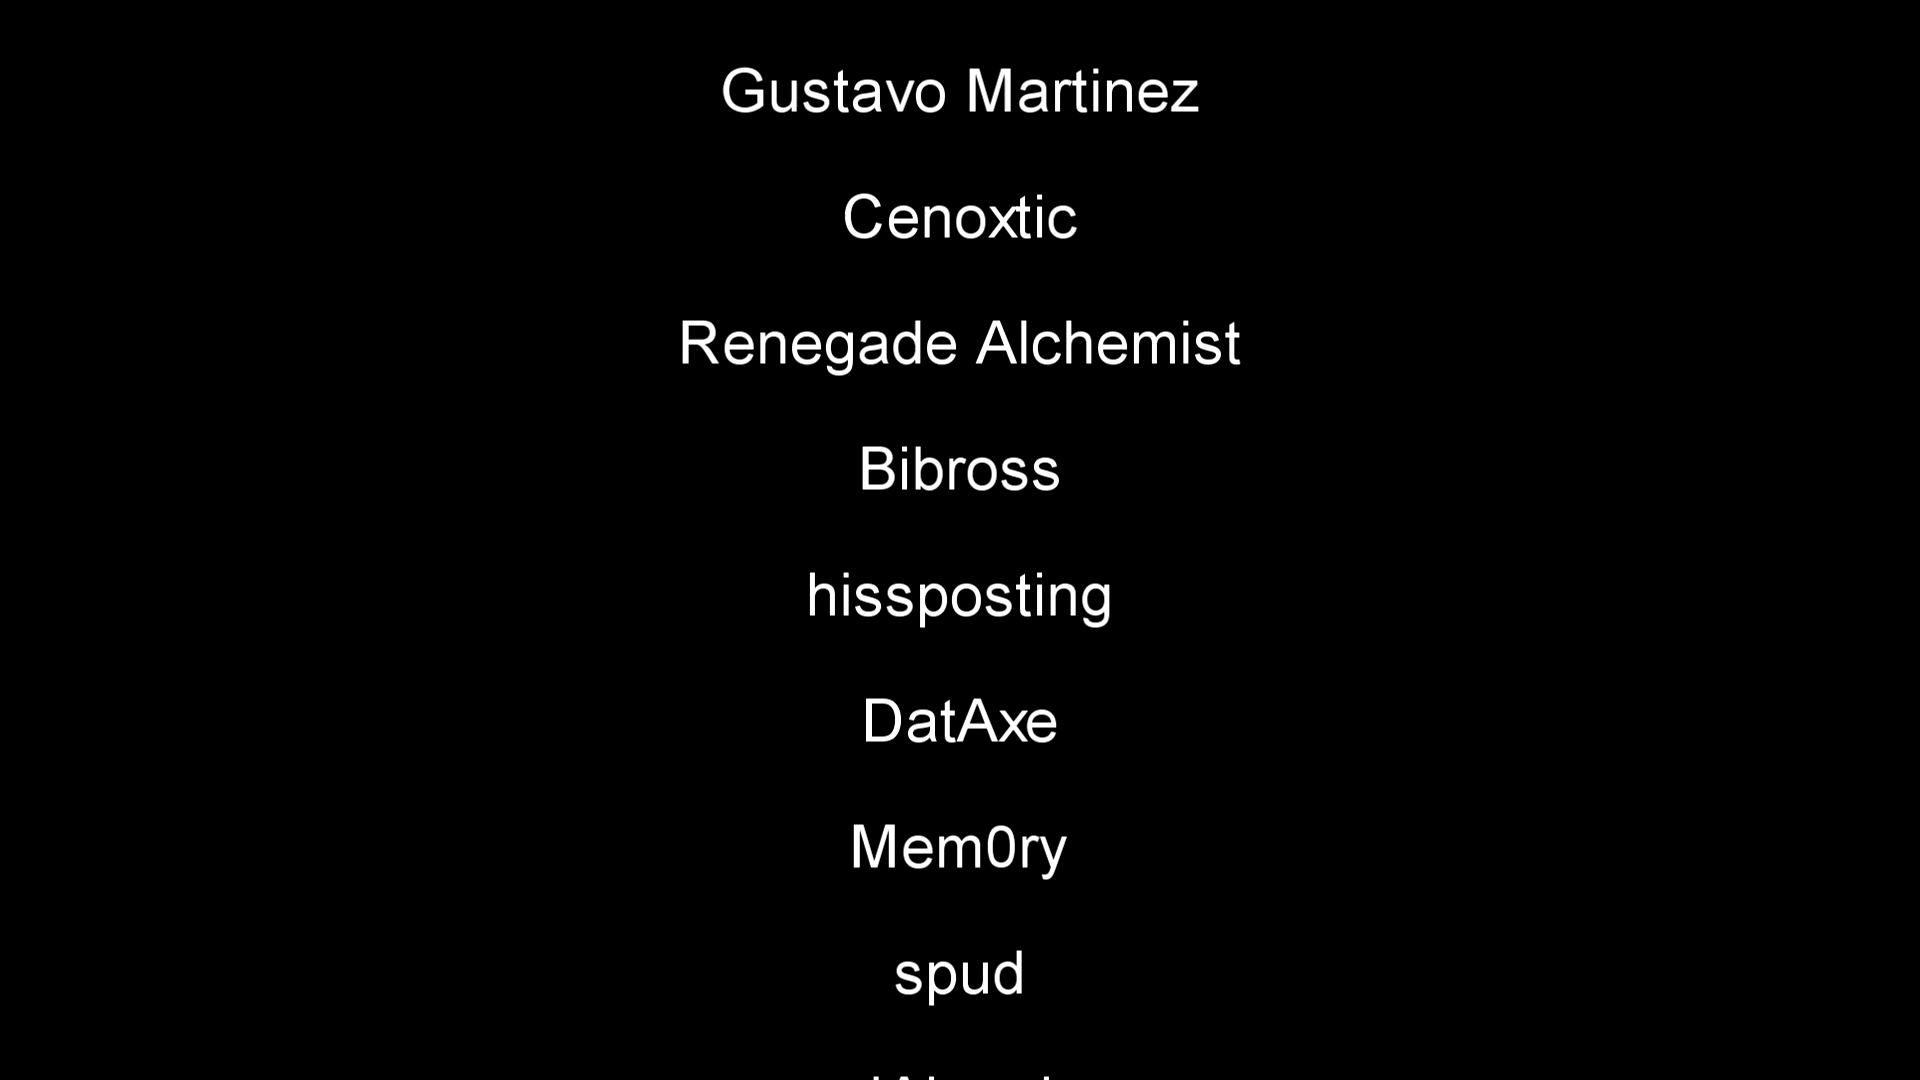 Gustavo Martinez
Cenoxtic
Renegade Alchemist
Bibross
hissposting
DatAxe
Mem0ry
spud